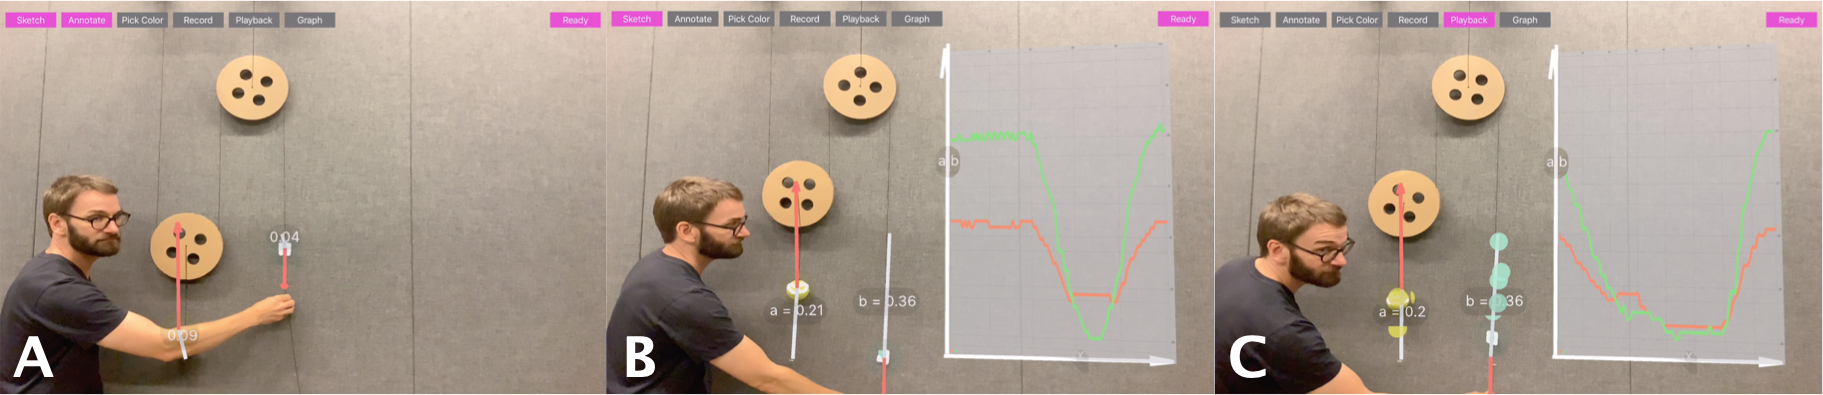 Sketch Annotate Pick Color Record Playback Graph Ready
0.04
0.09
A
Sketch Annotate Pick Color Record Playback Graph Ready
a b
a = 0.21
b = 0.36
x
B
Sketch Annotate Pick Color Record Playback Graph Ready
a b
a = 0.2
b = 0.36
x
C